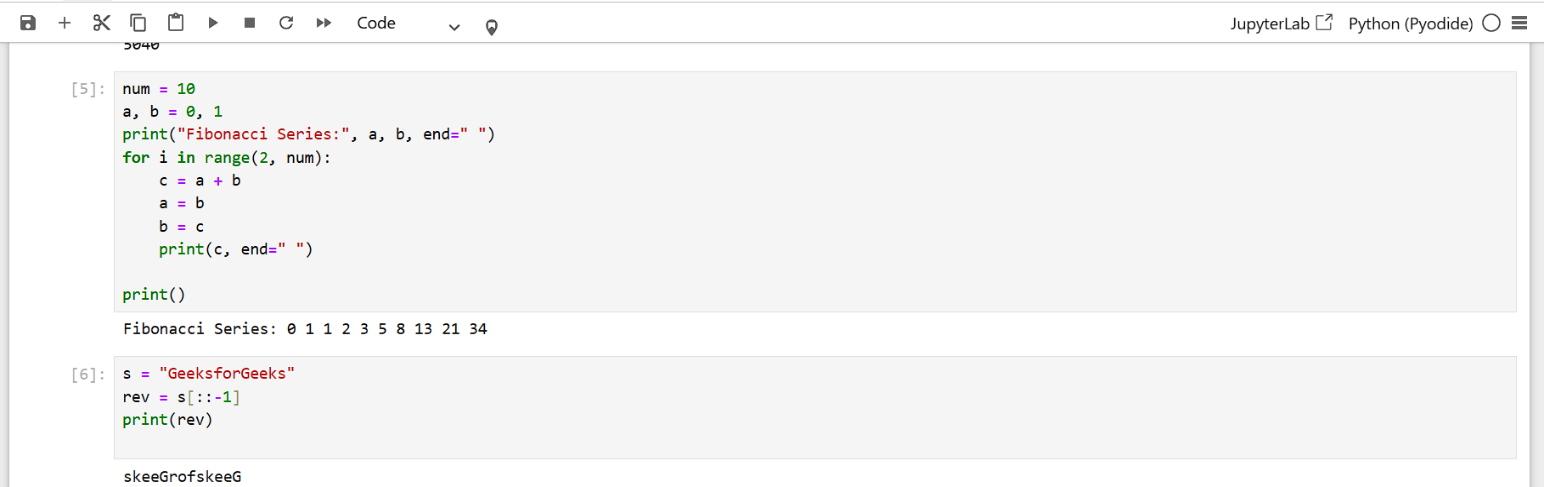 Code
JupyterLab Python (Pyodide)
5040
[5]:
num = 10
a, b = 0, 1
print("Fibonacci Series:", a, b, end=" ")
for i in range(2, num):
    c = a + b
    a = b
    b = c
    print(c, end=" ")
print()
Fibonacci Series: 0 1 1 2 3 5 8 13 21 34
[6]:
s = "GeeksforGeeks"
rev = s[::-1]
print(rev)
skeeGrofskeeG